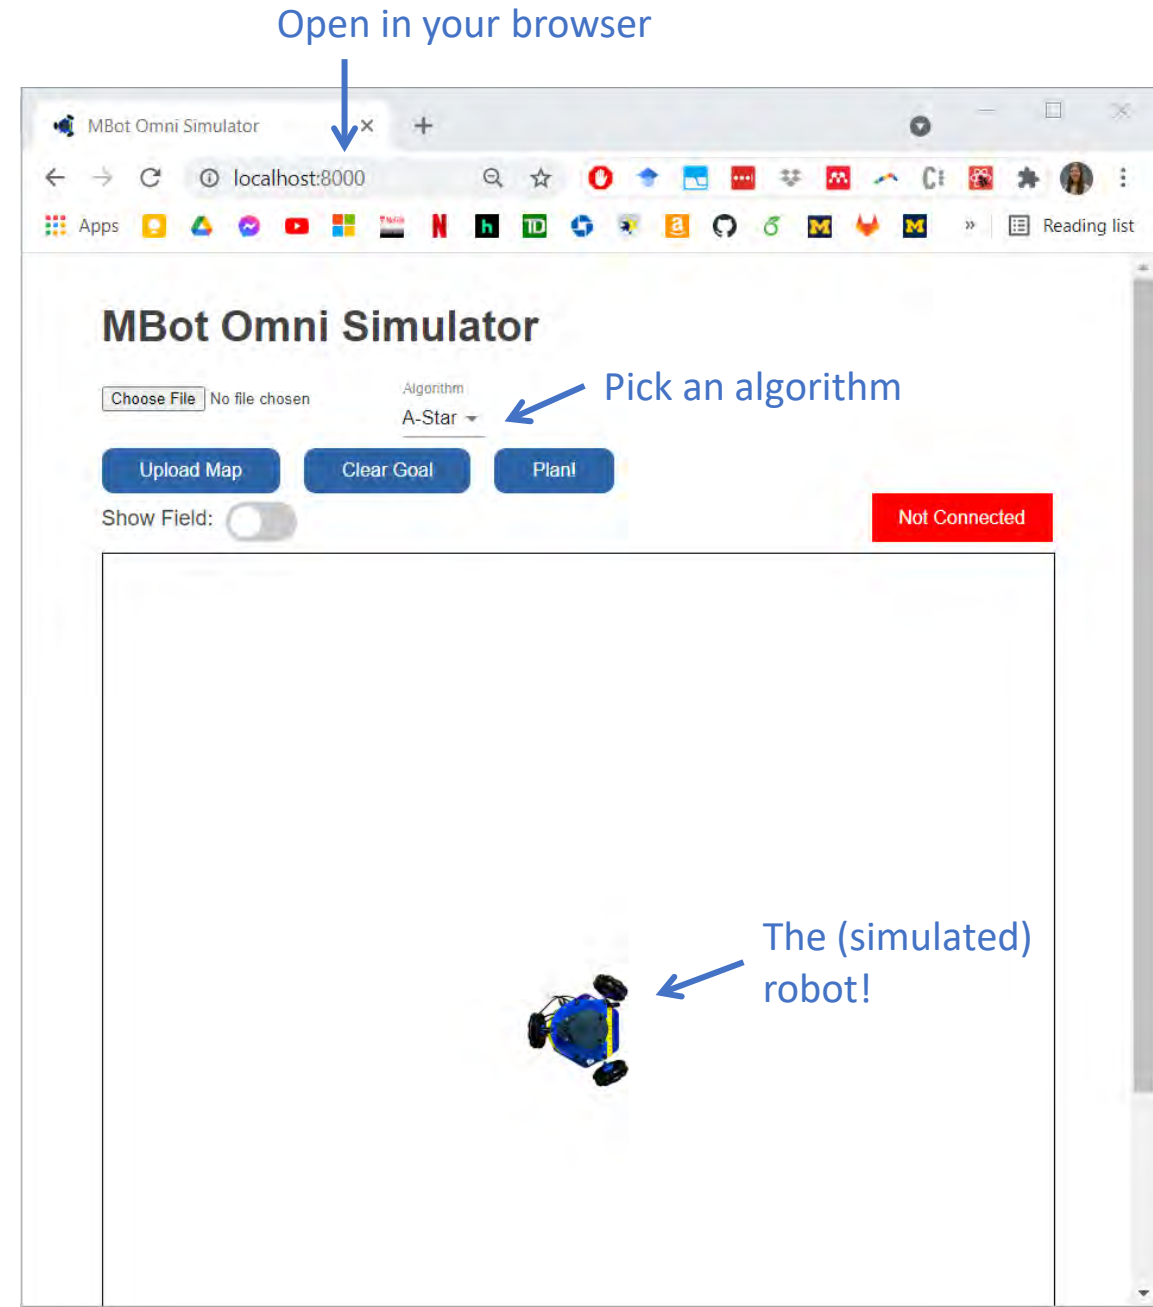 Open in your browser
MBot Omni Simulator
localhost:8000
Apps
Reading list
MBot Omni Simulator
Algorithm
Choose File No file chosen
A-Star
Pick an algorithm
Upload Map Clear Goal Plan!
Show Field:
Not Connected
The (simulated)
robot!